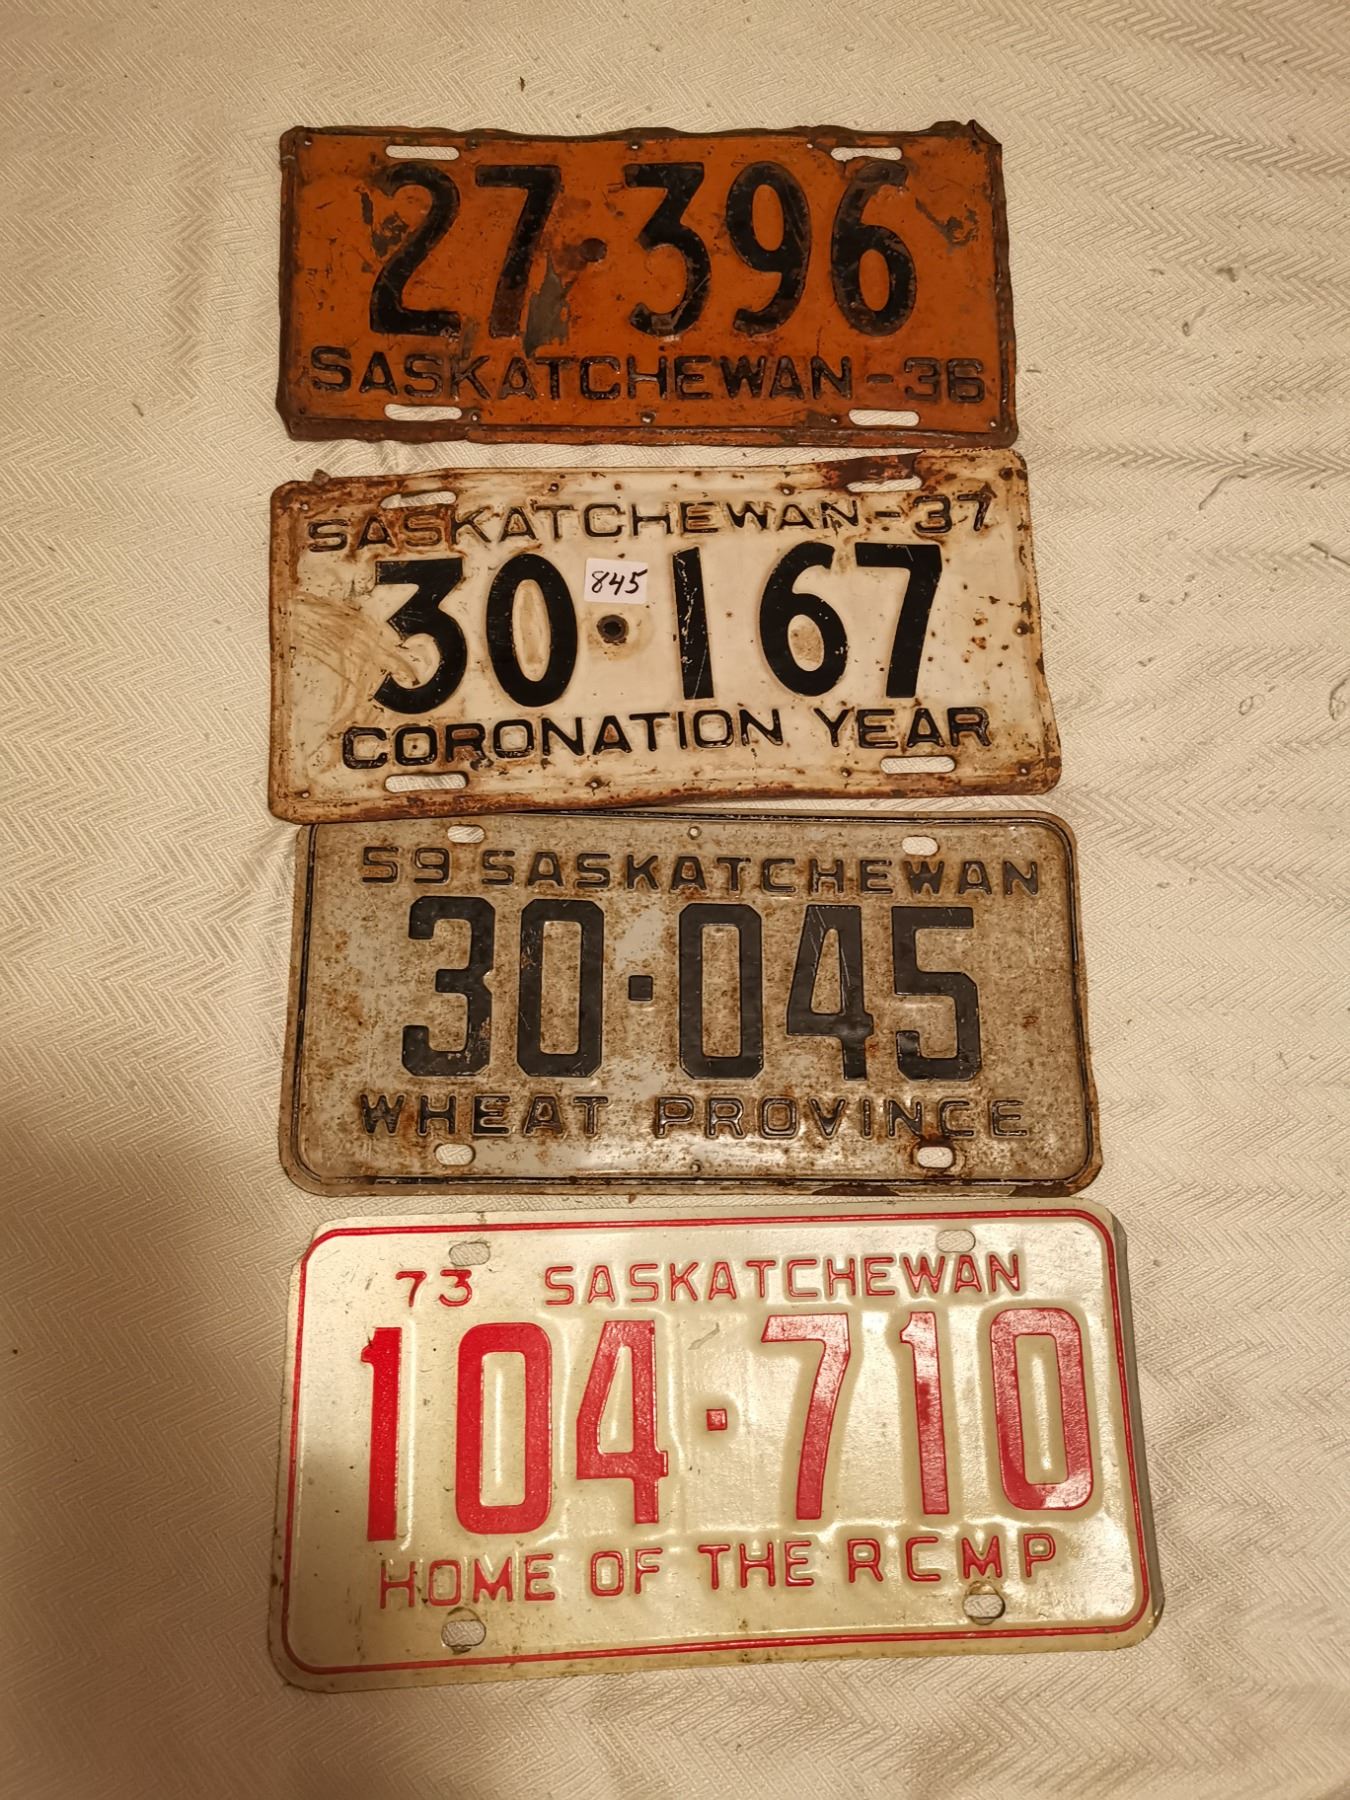 27·396
SASKATCHEWAN-36
SASKATCHEWAN-37
845
30·167
CORONATION YEAR
59 SASKATCHEWAN
30·045
WHEAT PROVINCE
73 SASKATCHEWAN
104·710
HOME OF THE RCMP